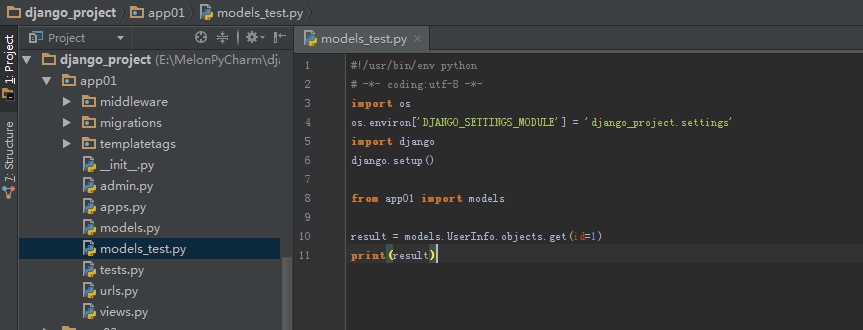 django_project app01 models_test.py
1: Project
7: Structure
Project
django_project (E:\MelonPyCharm\dj
app01
middleware
migrations
templatetags
__init__.py
admin.py
apps.py
models.py
models_test.py
tests.py
urls.py
views.py
models_test.py
1 #!/usr/bin/env python
2 # -*- coding:utf-8 -*-
3 import os
4 os.environ['DJANGO_SETTINGS_MODULE'] = 'django_project.settings'
5 import django
6 django.setup()
7
8 from app01 import models
9
10 result = models.UserInfo.objects.get(id=1)
11 print(result)